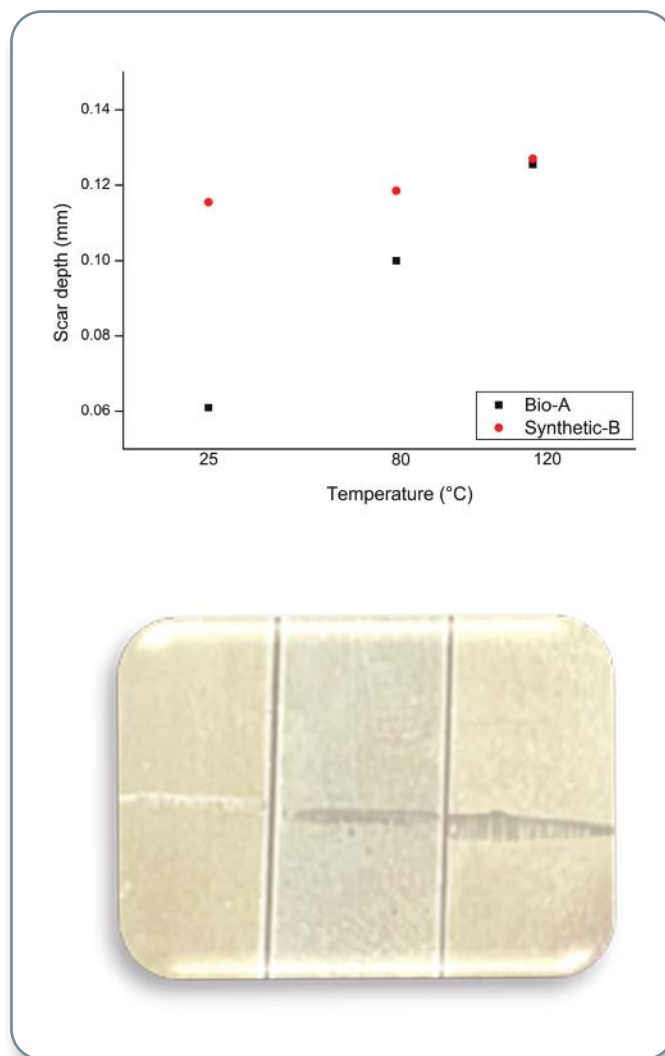 0.14
0.12
0.10
0.08
0.06
Scar depth (mm)
Bio-A
Synthetic-B
25 80 120
Temperature (°C)